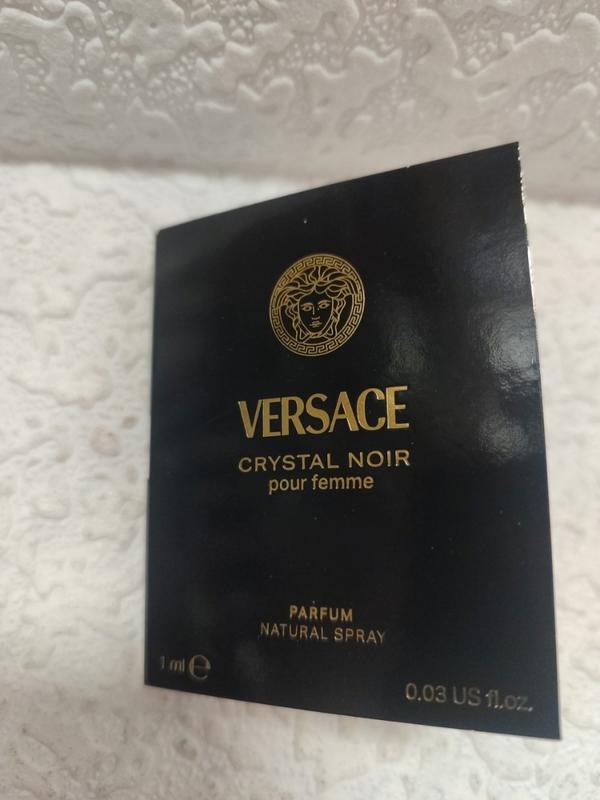 VERSACE
CRYSTAL NOIR
pour femme
PARFUM
NATURAL SPRAY
1 ml ℮
0.03 US fl.oz.